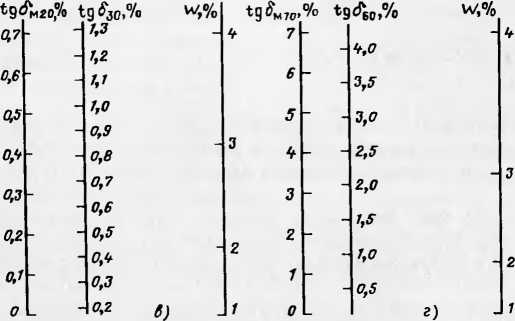 tgδм20,% tgδ30,% W,% tgδм70,% tgδ60,% W,%
0,7 1,3 4 7 4
0,6 1,2 6 4,0
0,5 1,1 5 3,5
0,4 1,0 4 3,0
0,3 0,9 3 3 2,5 3
0,2 0,8 2 2,0
0,1 0,7 1 1,5
0 0,6 2 0 1,0 2
0,5 0,5
0,4
0,3
0,2 в) 1 г) 1